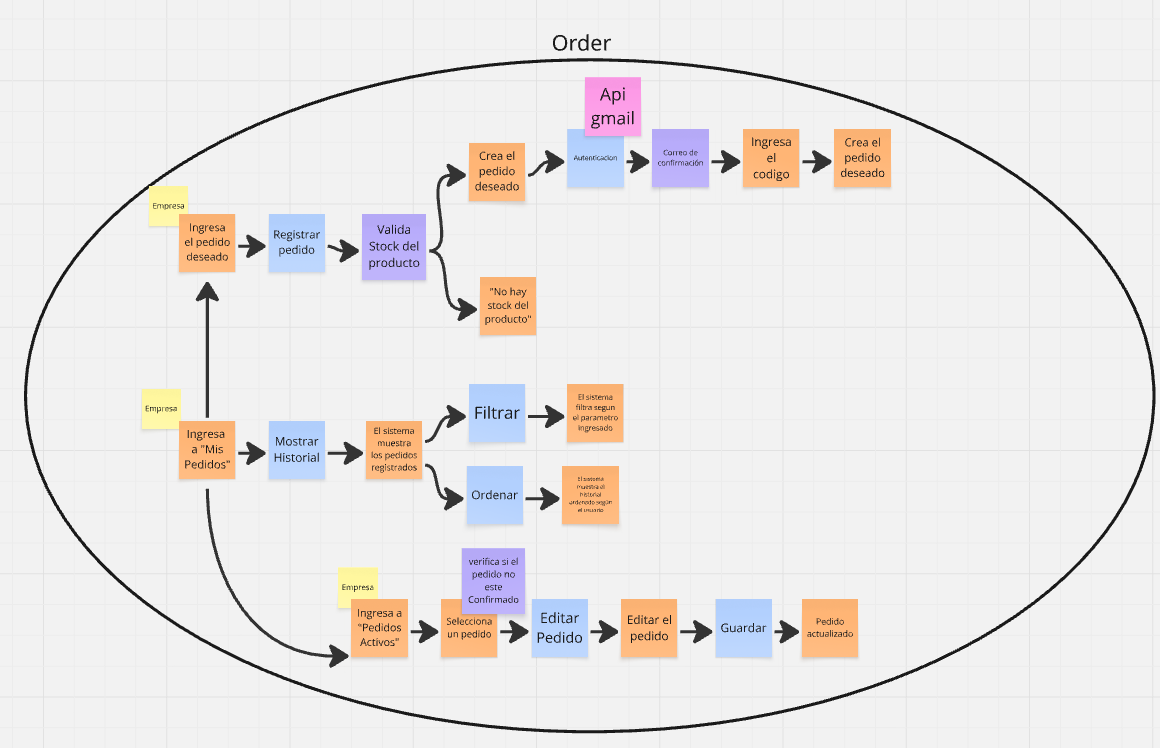 Order
Api
gmail
Crea el
pedido
deseado
Autenticacion
Correo de
confirmación
Ingresa
el
codigo
Crea el
pedido
deseado
Empresa
Ingresa
el pedido
deseado
Registrar
pedido
Valida
Stock del
producto
"No hay
stock del
producto"
Empresa
Ingresa
a "Mis
Pedidos"
Mostrar
Historial
El sistema
muestra
los pedidos
registrados
Filtrar
El sistema
filtra segun
el parametro
ingresado
Ordenar
El sistema
muestra el
historial
ordenado según
el usuario
Empresa
Ingresa a
"Pedidos
Activos"
verifica si el
pedido no
este
Confirmado
Selecciona
un pedido
Editar
Pedido
Editar el
pedido
Guardar
Pedido
actualizado